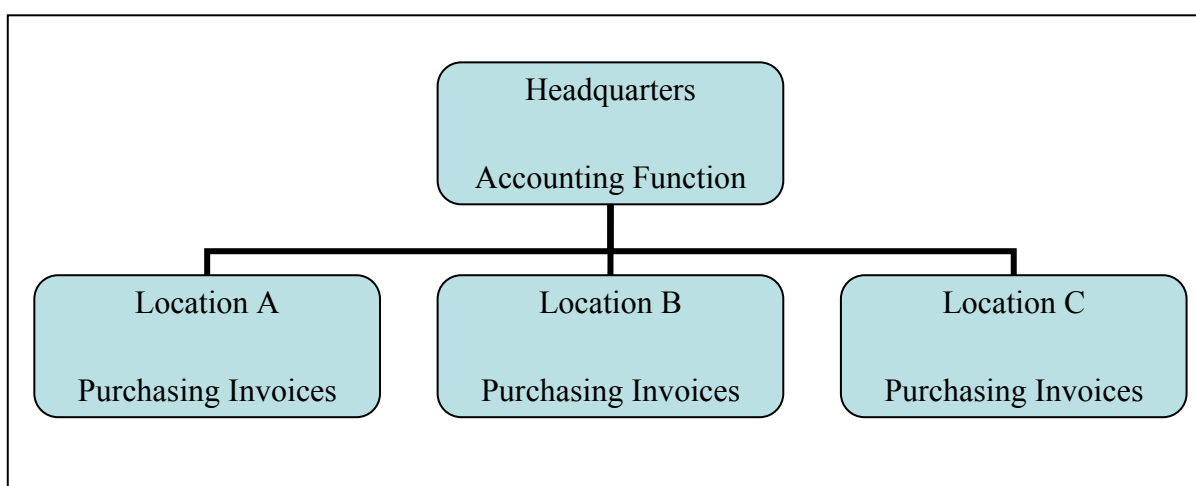 Headquarters
Accounting Function
Location A
Purchasing Invoices
Location B
Purchasing Invoices
Location C
Purchasing Invoices